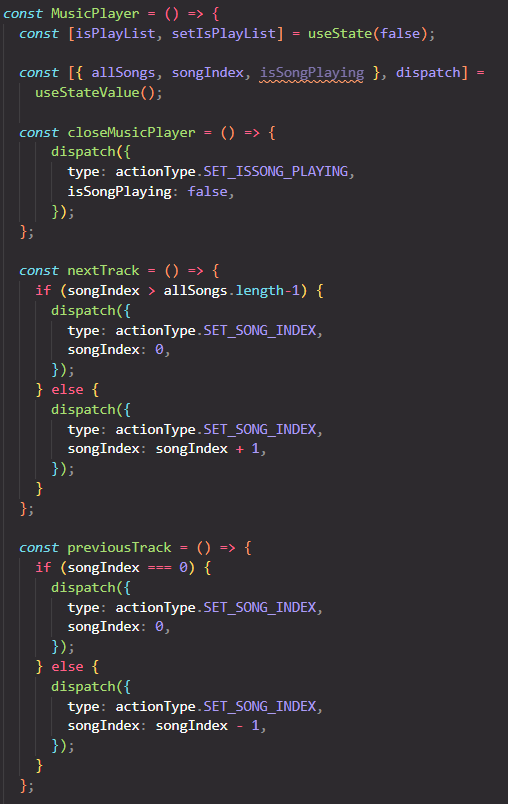 const MusicPlayer = () => {
  const [isPlayList, setIsPlayList] = useState(false);

  const [{ allSongs, songIndex, isSongPlaying }, dispatch] =
    useStateValue();

  const closeMusicPlayer = () => {
      dispatch({
        type: actionType.SET_ISSONG_PLAYING,
        isSongPlaying: false,
      });
  };

  const nextTrack = () => {
    if (songIndex > allSongs.length-1) {
      dispatch({
        type: actionType.SET_SONG_INDEX,
        songIndex: 0,
      });
    } else {
      dispatch({
        type: actionType.SET_SONG_INDEX,
        songIndex: songIndex + 1,
      });
    }
  };

  const previousTrack = () => {
    if (songIndex === 0) {
      dispatch({
        type: actionType.SET_SONG_INDEX,
        songIndex: 0,
      });
    } else {
      dispatch({
        type: actionType.SET_SONG_INDEX,
        songIndex: songIndex - 1,
      });
    }
  };